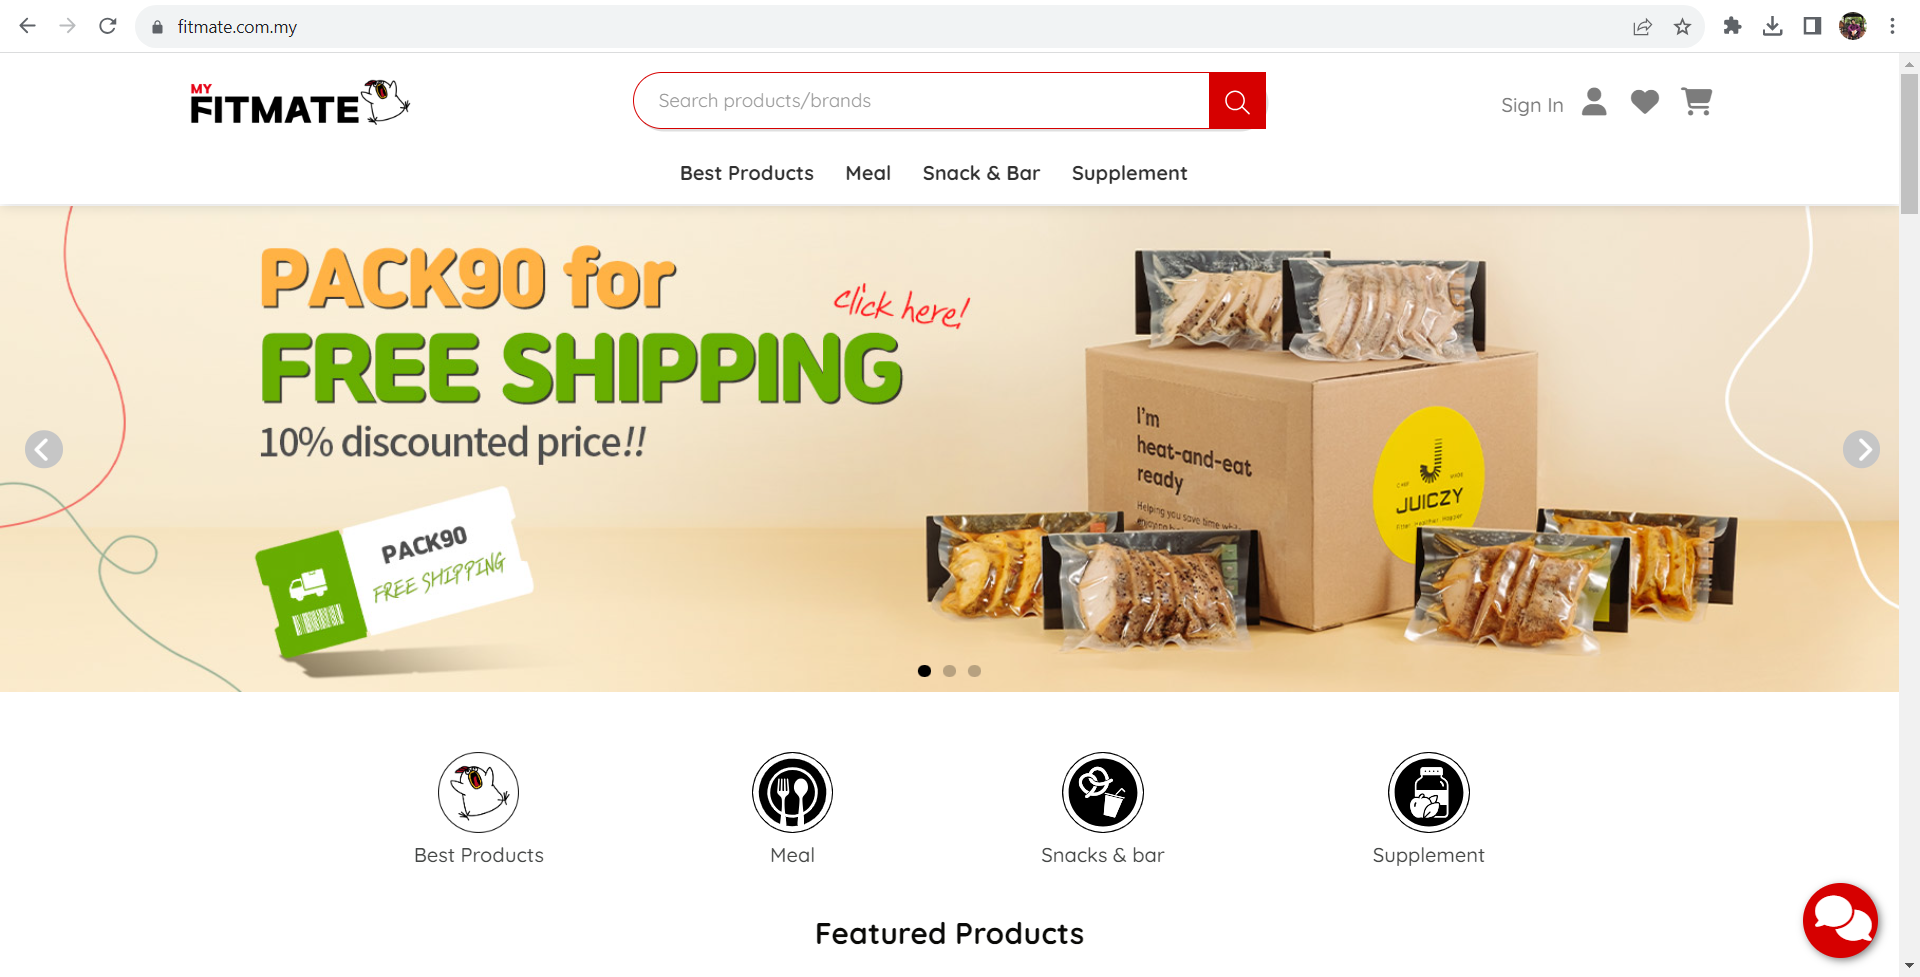 fitmate.com.my
MY
FITMATE
Search products/brands
Sign In
Best Products
Meal
Snack & Bar
Supplement
PACK90 for
click here!
FREE SHIPPING
10% discounted price!!
PACK90
FREE SHIPPING
I'm
heat-and-eat
ready
Helping you save time while
enjoying
J
JUICZY
Best Products
Meal
Snacks & bar
Supplement
Featured Products